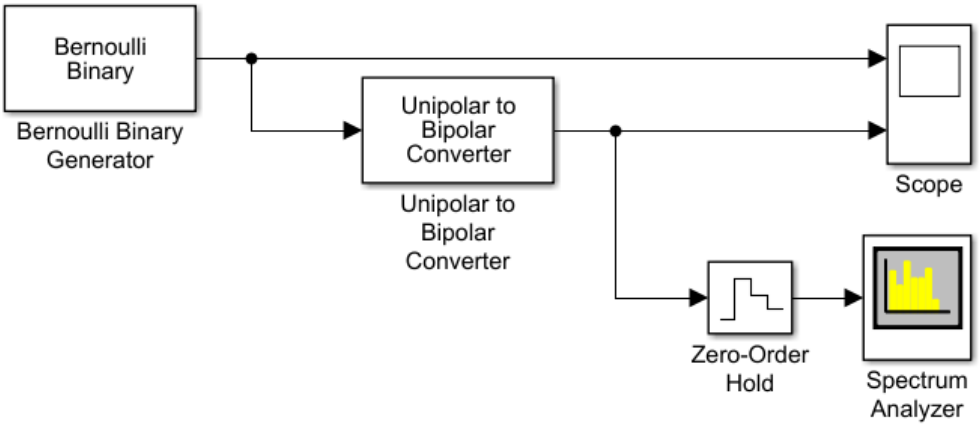 Bernoulli
Binary
Bernoulli Binary
Generator
Unipolar to
Bipolar
Converter
Unipolar to
Bipolar
Converter
Scope
Zero-Order
Hold
Spectrum
Analyzer